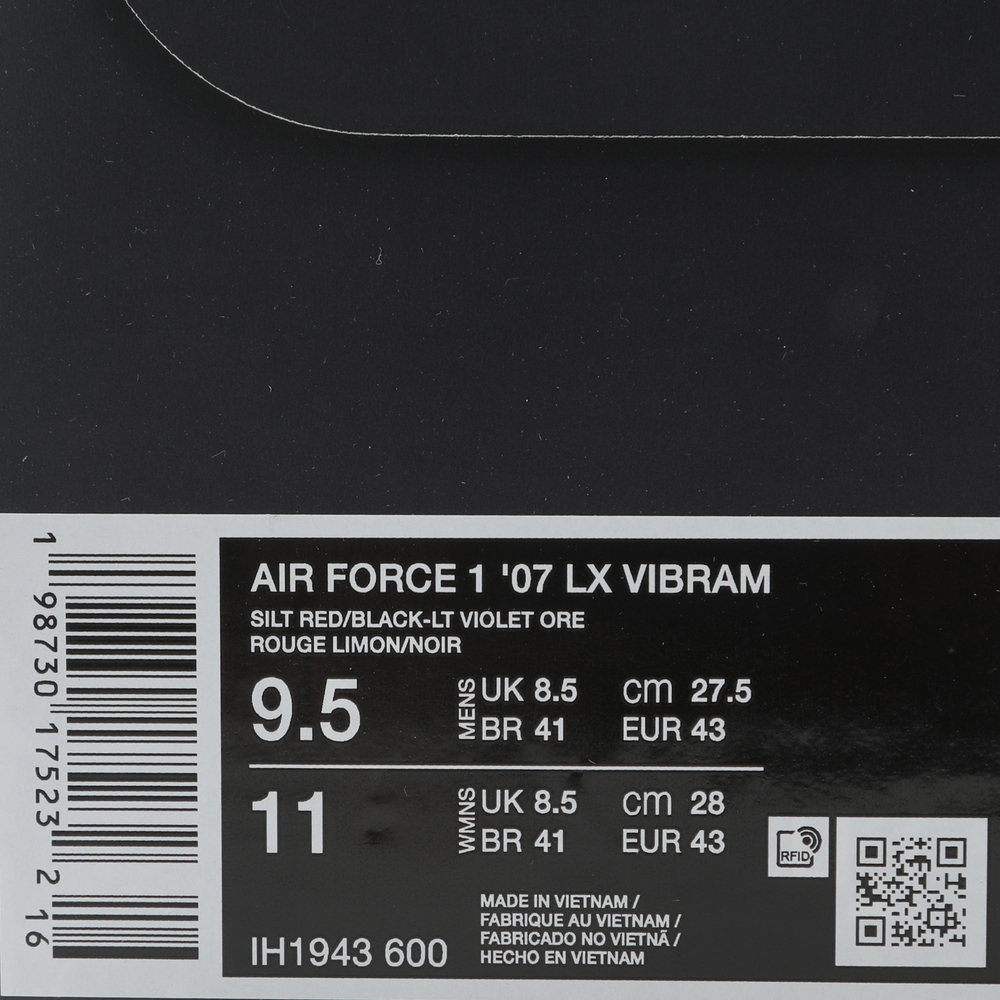 AIR FORCE 1 '07 LX VIBRAM
SILT RED/BLACK-LT VIOLET ORE
ROUGE LIMON/NOIR
9.5 MENS UK 8.5 cm 27.5
BR 41 EUR 43
11 WMNS UK 8.5 cm 28
BR 41 EUR 43
RFID
MADE IN VIETNAM /
FABRIQUE AU VIETNAM /
FABRICADO NO VIETNÃ /
HECHO EN VIETNAM
IH1943 600
1 98730 17523 2 16